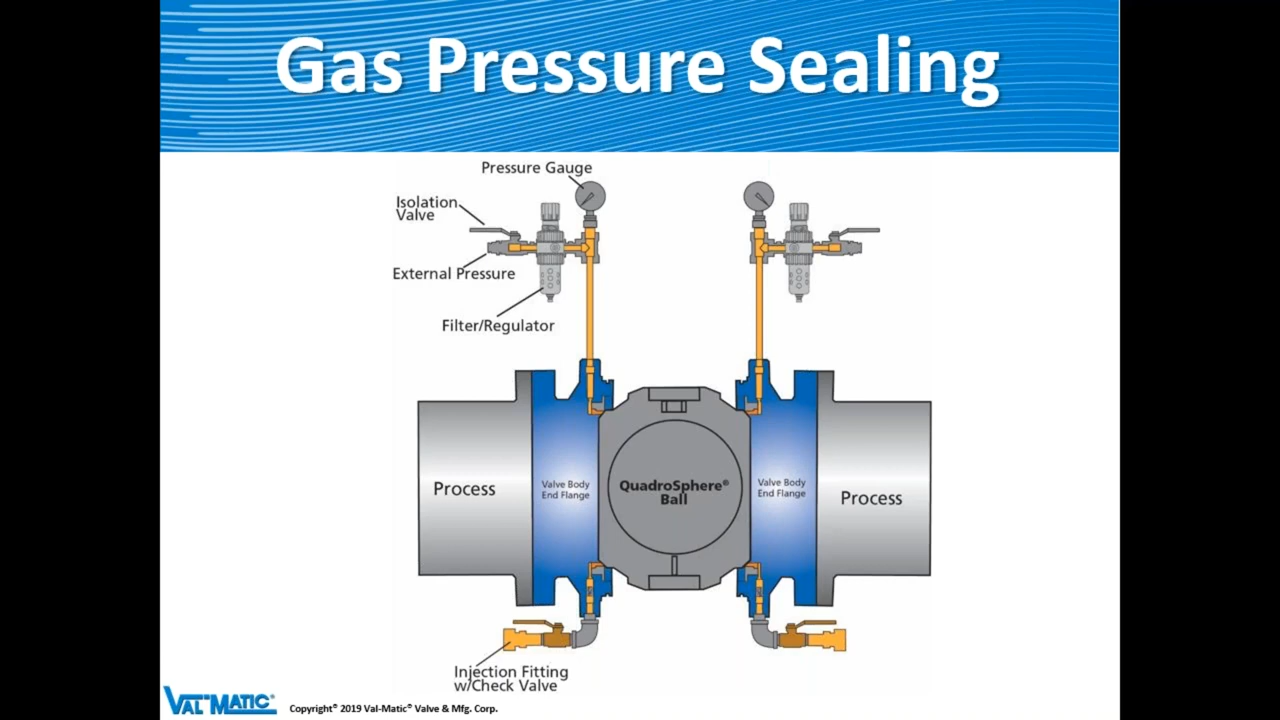 Gas Pressure Sealing
Pressure Gauge
Isolation
Valve
External Pressure
Filter/Regulator
Process
Valve Body
End Flange
QuadroSphere®
Ball
Valve Body
End Flange
Process
Injection Fitting
w/Check Valve
VAL-MATIC®
Copyright® 2019 Val-Matic® Valve & Mfg. Corp.